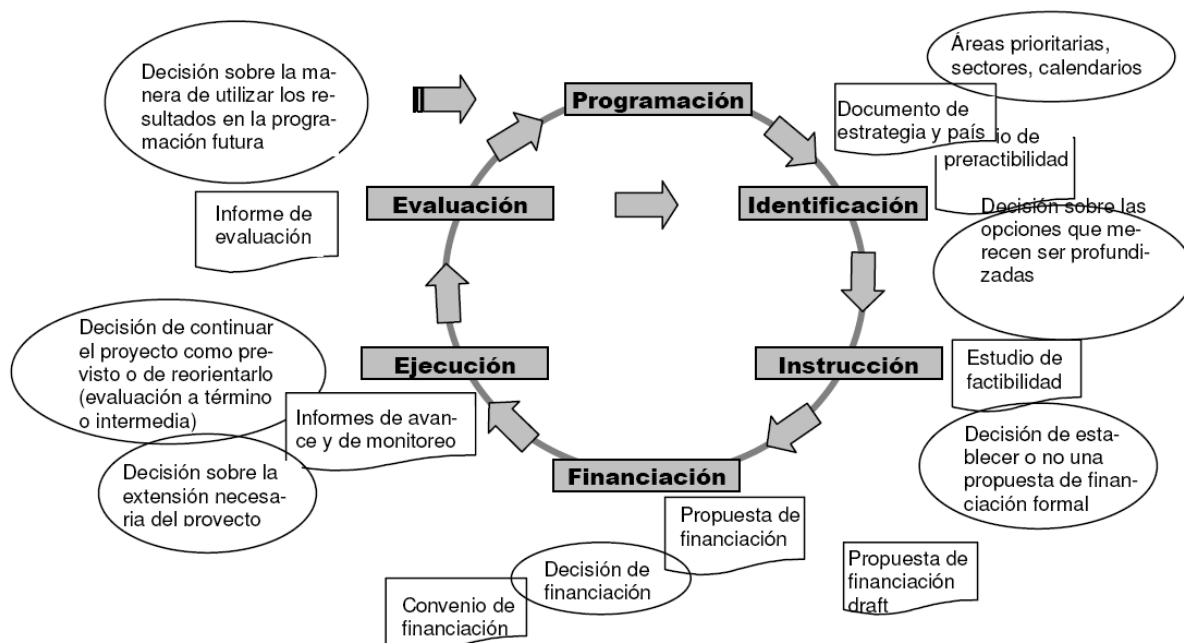 Áreas prioritarias,
sectores, calendarios
Decisión sobre la ma-
nera de utilizar los re-
sultados en la progra-
mación futura
Programación
Documento de
estrategia y país
io de
prefactibilidad
Evaluación
Identificación
Informe de
evaluación
Decisión sobre las
opciones que me-
recen ser profundi-
zadas
Decisión de continuar
el proyecto como pre-
visto o de reorientarlo
(evaluación a término
o intermedia)
Ejecución
Instrucción
Estudio de
factibilidad
Informes de avan-
ce y de monitoreo
Decisión de esta-
blecer o no una
propuesta de finan-
ciación formal
Decisión sobre la
extensión necesa-
ria del proyecto
Financiación
Propuesta de
financiación
Decisión de
financiación
Propuesta de
financiación
draft
Convenio de
financiación